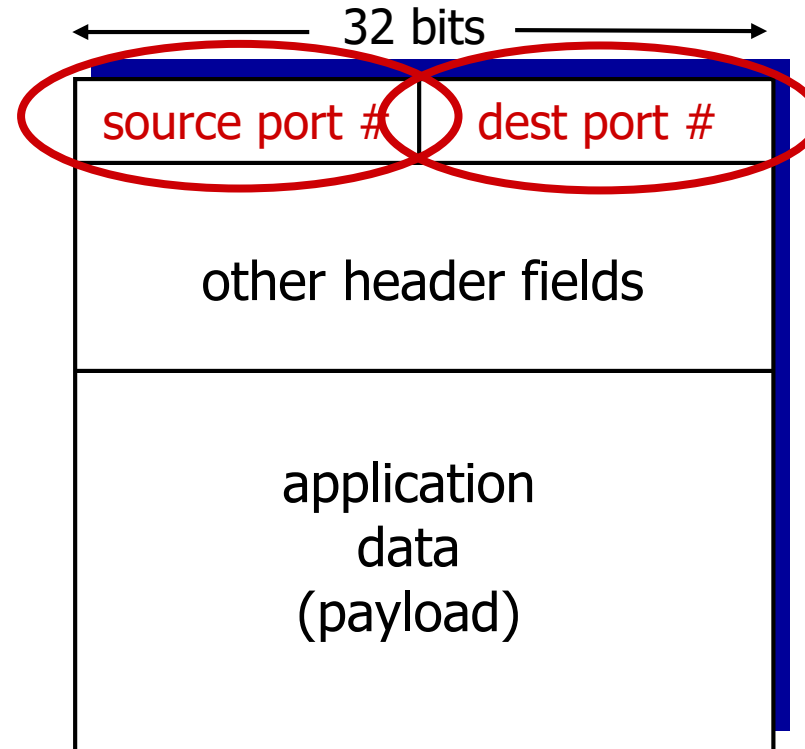 32 bits
source port # dest port #
other header fields
application
data
(payload)